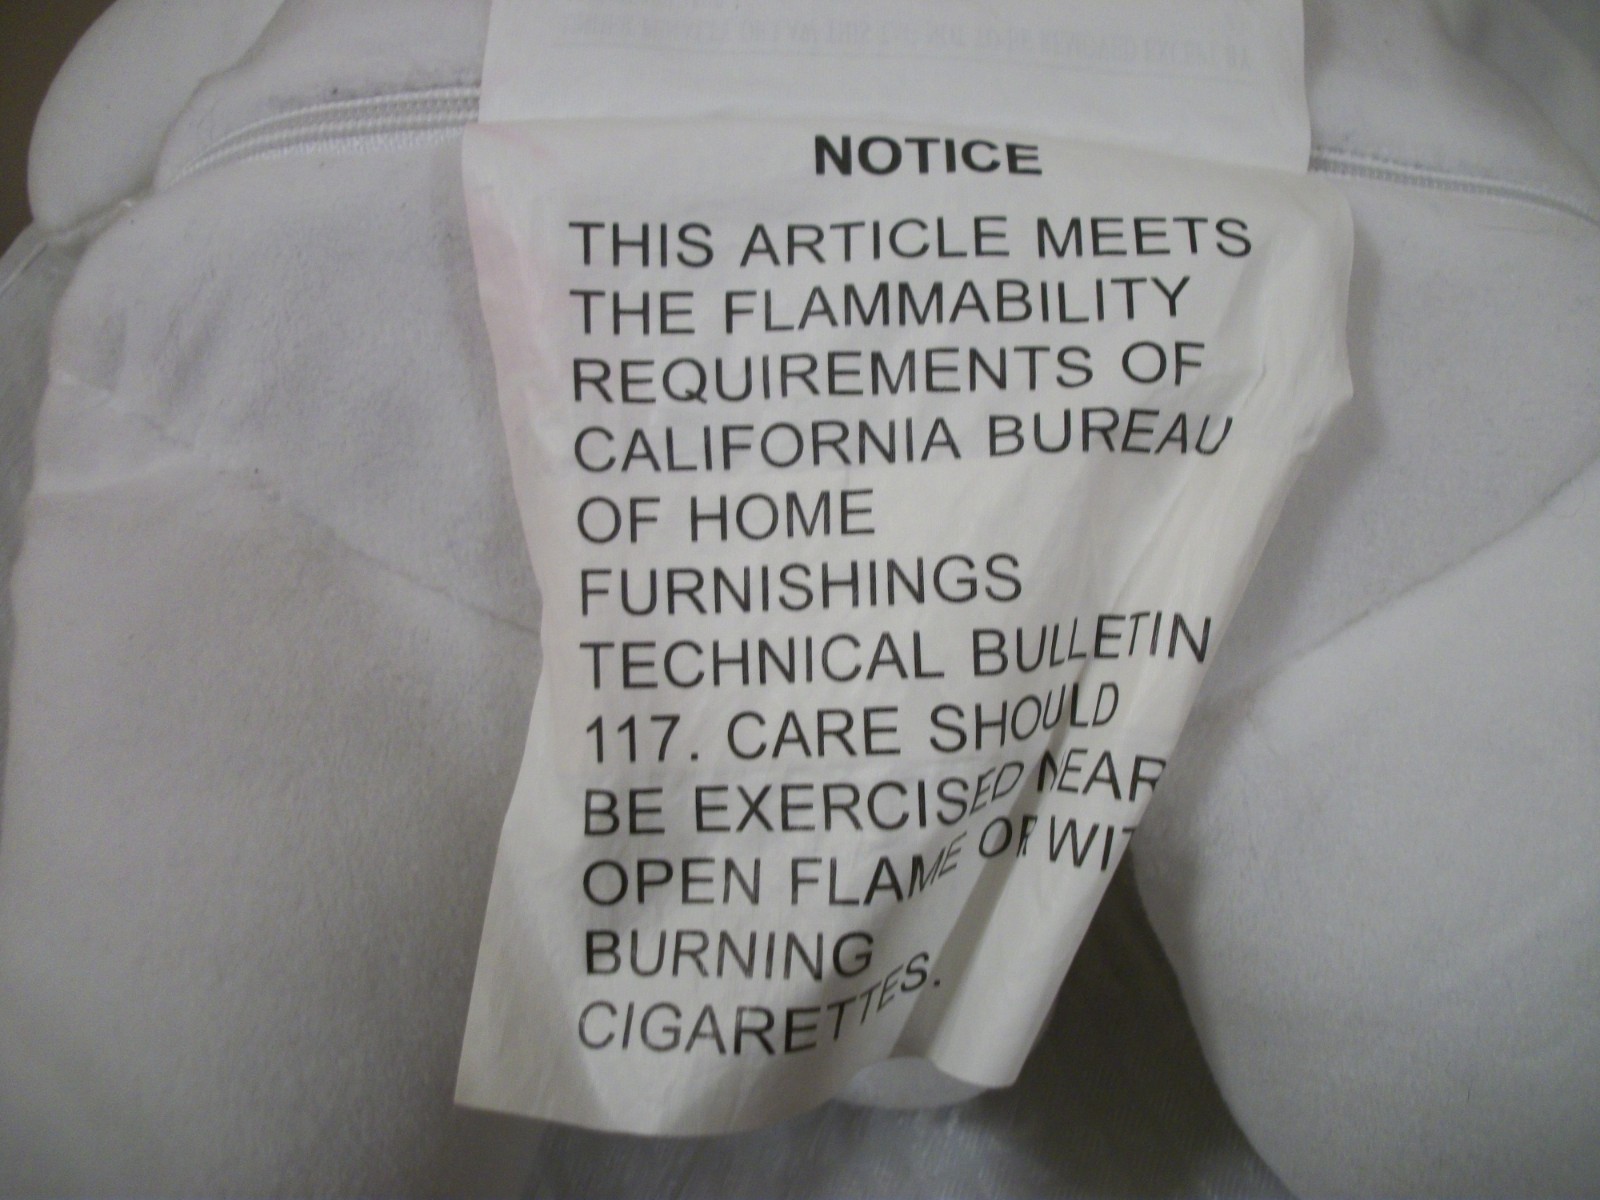 NOTICE
THIS ARTICLE MEETS
THE FLAMMABILITY
REQUIREMENTS OF
CALIFORNIA BUREAU
OF HOME
FURNISHINGS
TECHNICAL BULLETIN
117. CARE SHOULD
BE EXERCISED NEAR
OPEN FLAME OR WIT
BURNING
CIGARETTES.